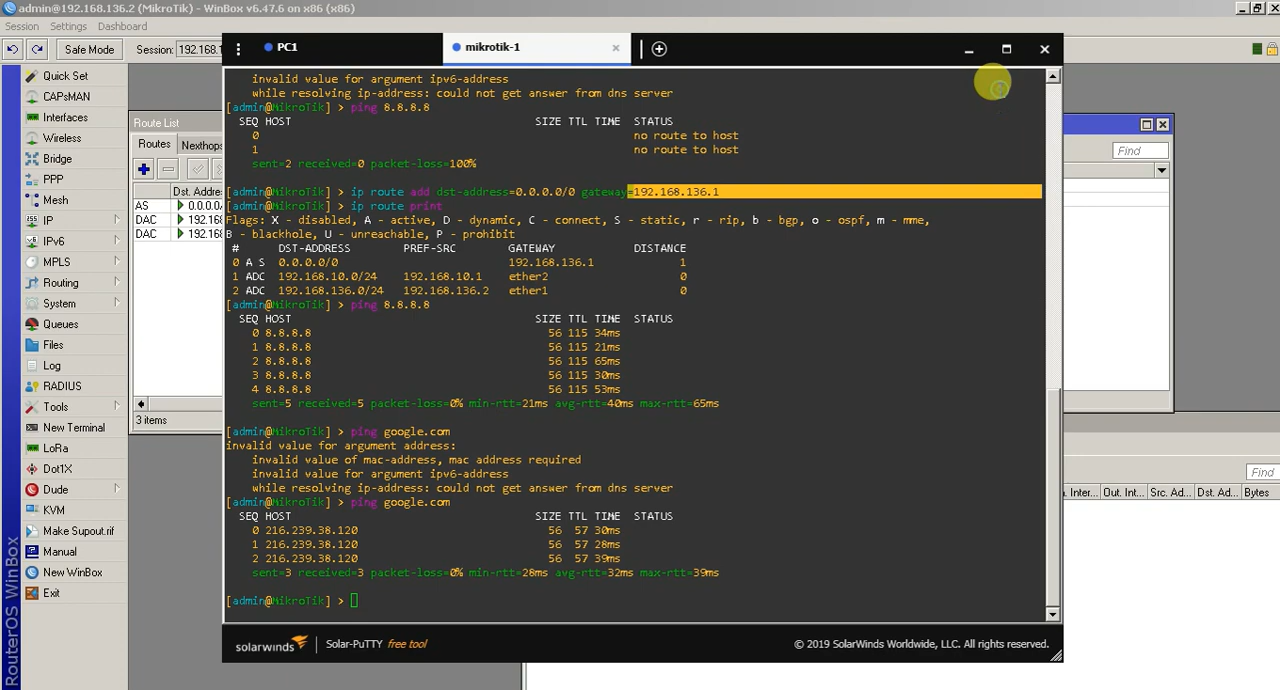 admin@192.168.136.2 (MikroTik) - WinBox v6.47.6 on x86 (x86)
Session Settings Dashboard
Safe Mode Session: 192.168.1
PC1
mikrotik-1
Quick Set
CAPsMAN
Interfaces
Wireless
Bridge
PPP
Mesh
IP
IPv6
MPLS
Routing
System
Queues
Files
Log
RADIUS
Tools
New Terminal
LoRa
Dot1X
Dude
KVM
Make Supout.rif
Manual
New WinBox
Exit
RouterOS WinBox
Route List
Routes Nexthops
Dst. Addre
AS 0.0.0.0/
DAC 192.168
DAC 192.168
3 items
invalid value for argument ipv6-address
while resolving ip-address: could not get answer from dns server
[admin@MikroTik] > ping 8.8.8.8
SEQ HOST SIZE TTL TIME STATUS
0 no route to host
1 no route to host
sent=2 received=0 packet-loss=100%
[admin@MikroTik] > ip route add dst-address=0.0.0.0/0 gateway=192.168.136.1
[admin@MikroTik] > ip route print
Flags: X - disabled, A - active, D - dynamic, C - connect, S - static, r - rip, b - bgp, o - ospf, m - mme,
B - blackhole, U - unreachable, P - prohibit
# DST-ADDRESS PREF-SRC GATEWAY DISTANCE
0 A S 0.0.0.0/0 192.168.136.1 1
1 ADC 192.168.10.0/24 192.168.10.1 ether2 0
2 ADC 192.168.136.0/24 192.168.136.2 ether1 0
[admin@MikroTik] > ping 8.8.8.8
SEQ HOST SIZE TTL TIME STATUS
0 8.8.8.8 56 115 34ms
1 8.8.8.8 56 115 21ms
2 8.8.8.8 56 115 65ms
3 8.8.8.8 56 115 30ms
4 8.8.8.8 56 115 53ms
sent=5 received=5 packet-loss=0% min-rtt=21ms avg-rtt=40ms max-rtt=65ms
[admin@MikroTik] > ping google.com
invalid value for argument address:
invalid value of mac-address, mac address required
invalid value for argument ipv6-address
while resolving ip-address: could not get answer from dns server
[admin@MikroTik] > ping google.com
SEQ HOST SIZE TTL TIME STATUS
0 216.239.38.120 56 57 30ms
1 216.239.38.120 56 57 28ms
2 216.239.38.120 56 57 39ms
sent=3 received=3 packet-loss=0% min-rtt=28ms avg-rtt=32ms max-rtt=39ms
[admin@MikroTik] >
solarwinds Solar-PuTTY free tool © 2019 SolarWinds Worldwide, LLC. All rights reserved.
Find
Find
. Inter... Out. Int... Src. Ad... Dst. Ad... Bytes